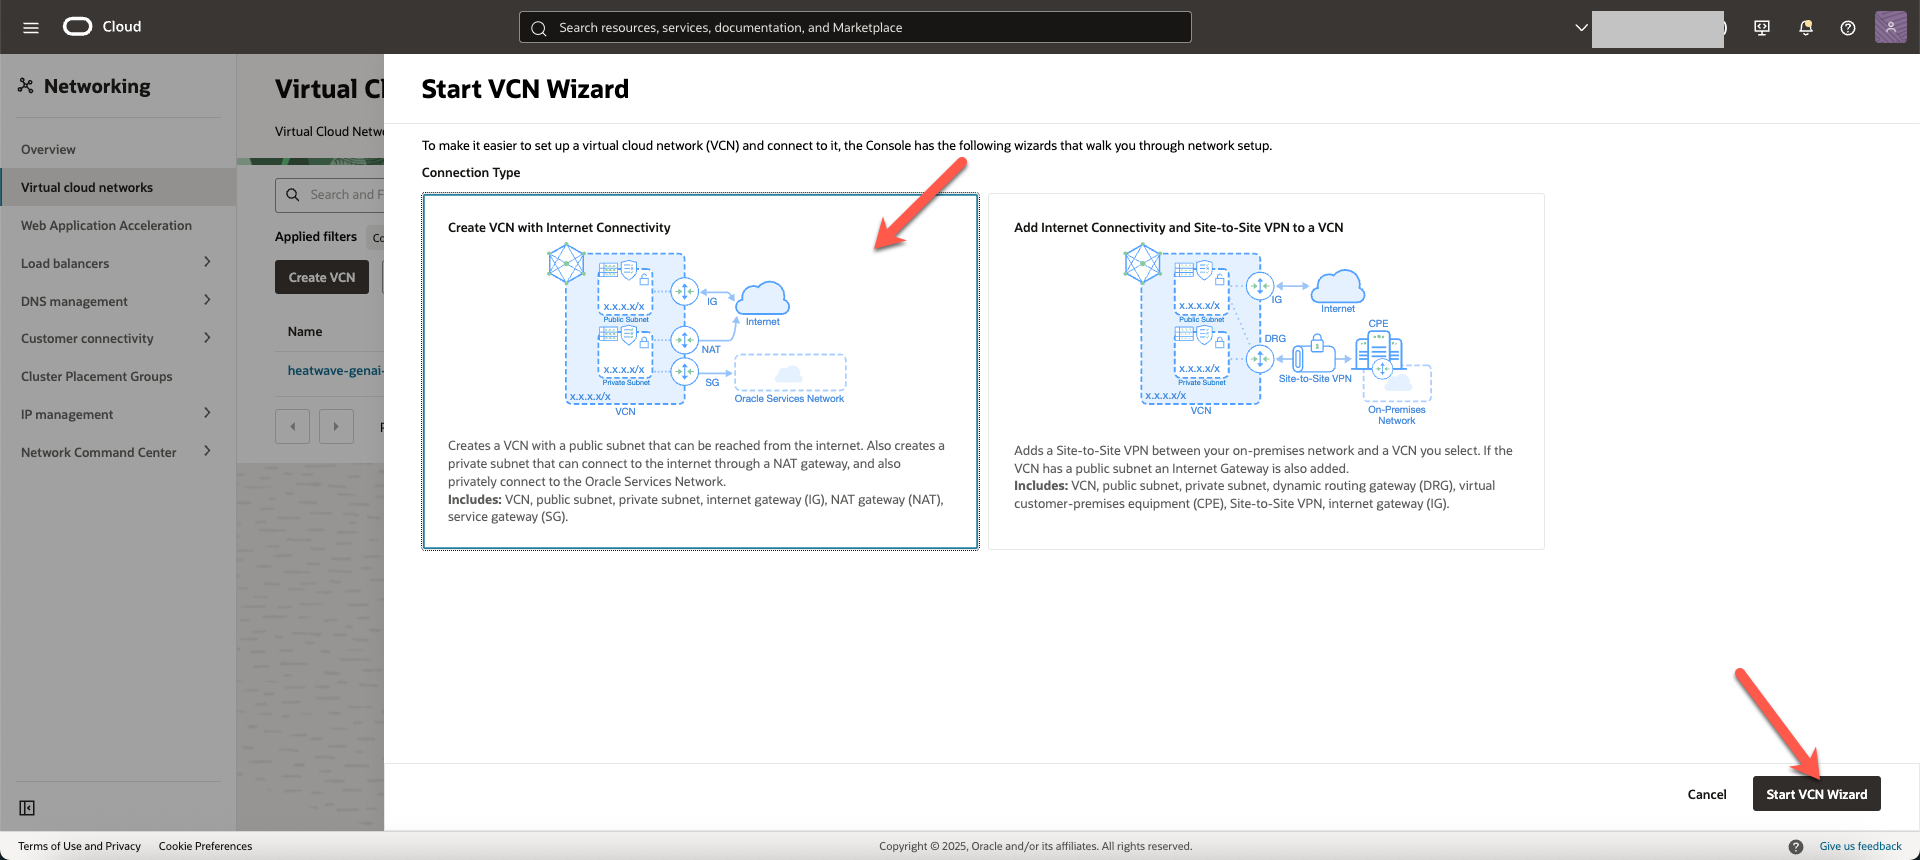 Cloud
Search resources, services, documentation, and Marketplace
Networking
Overview
Virtual cloud networks
Web Application Acceleration
Load balancers
DNS management
Customer connectivity
Cluster Placement Groups
IP management
Network Command Center
Virtual Cl
Virtual Cloud Netw
Search and F
Applied filters
Co
Create VCN
Name
heatwave-genai-
Start VCN Wizard
To make it easier to set up a virtual cloud network (VCN) and connect to it, the Console has the following wizards that walk you through network setup.
Connection Type
Create VCN with Internet Connectivity
x.x.x.x/x
Public Subnet
IG
Internet
x.x.x.x/x
Private Subnet
NAT
SG
Oracle Services Network
x.x.x.x/x
VCN
Creates a VCN with a public subnet that can be reached from the internet. Also creates a
private subnet that can connect to the internet through a NAT gateway, and also
privately connect to the Oracle Services Network.
Includes: VCN, public subnet, private subnet, internet gateway (IG), NAT gateway (NAT),
service gateway (SG).
Add Internet Connectivity and Site-to-Site VPN to a VCN
x.x.x.x/x
Public Subnet
IG
Internet
x.x.x.x/x
Private Subnet
DRG
Site-to-Site VPN
CPE
On-Premises
Network
x.x.x.x/x
VCN
Adds a Site-to-Site VPN between your on-premises network and a VCN you select. If the
VCN has a public subnet an Internet Gateway is also added.
Includes: VCN, public subnet, private subnet, dynamic routing gateway (DRG), virtual
customer-premises equipment (CPE), Site-to-Site VPN, internet gateway (IG).
Cancel
Start VCN Wizard
Terms of Use and Privacy
Cookie Preferences
Copyright © 2025, Oracle and/or its affiliates. All rights reserved.
Give us feedback